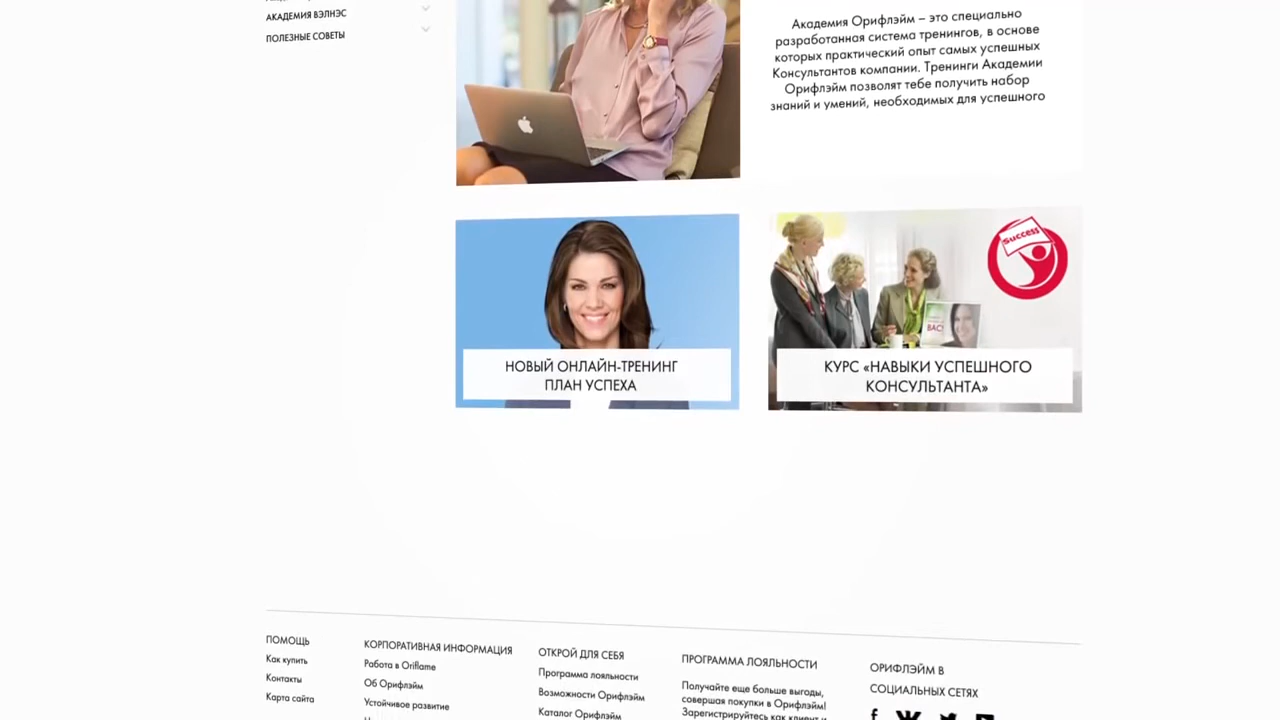 АКАДЕМИЯ ВЭЛНЭС
ПОЛЕЗНЫЕ СОВЕТЫ
Академия Орифлэйм – это специально
разработанная система тренингов, в основе
которых практический опыт самых успешных
Консультантов компании. Тренинги Академии
Орифлэйм позволят тебе получить набор
знаний и умений, необходимых для успешного
Success
ВАС!
НОВЫЙ ОНЛАЙН-ТРЕНИНГ
ПЛАН УСПЕХА
КУРС «НАВЫКИ УСПЕШНОГО
КОНСУЛЬТАНТА»
ПОМОЩЬ
Как купить
Контакты
Карта сайта
КОРПОРАТИВНАЯ ИНФОРМАЦИЯ
Работа в Oriflame
Об Орифлэйм
Устойчивое развитие
ОТКРОЙ ДЛЯ СЕБЯ
Программа лояльности
Возможности Орифлэйм
Каталог Орифлэйм
ПРОГРАММА ЛОЯЛЬНОСТИ
Получайте еще больше выгоды,
совершая покупки в Орифлэйм!
Зарегистрируйтесь как клиент и
ОРИФЛЭЙМ В
СОЦИАЛЬНЫХ СЕТЯХ